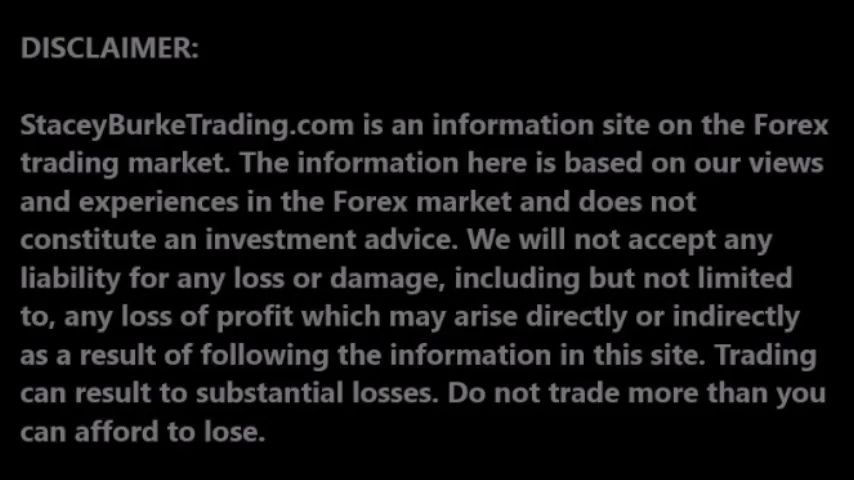 DISCLAIMER:
StaceyBurkeTrading.com is an information site on the Forex
trading market. The information here is based on our views
and experiences in the Forex market and does not
constitute an investment advice. We will not accept any
liability for any loss or damage, including but not limited
to, any loss of profit which may arise directly or indirectly
as a result of following the information in this site. Trading
can result to substantial losses. Do not trade more than you
can afford to lose.